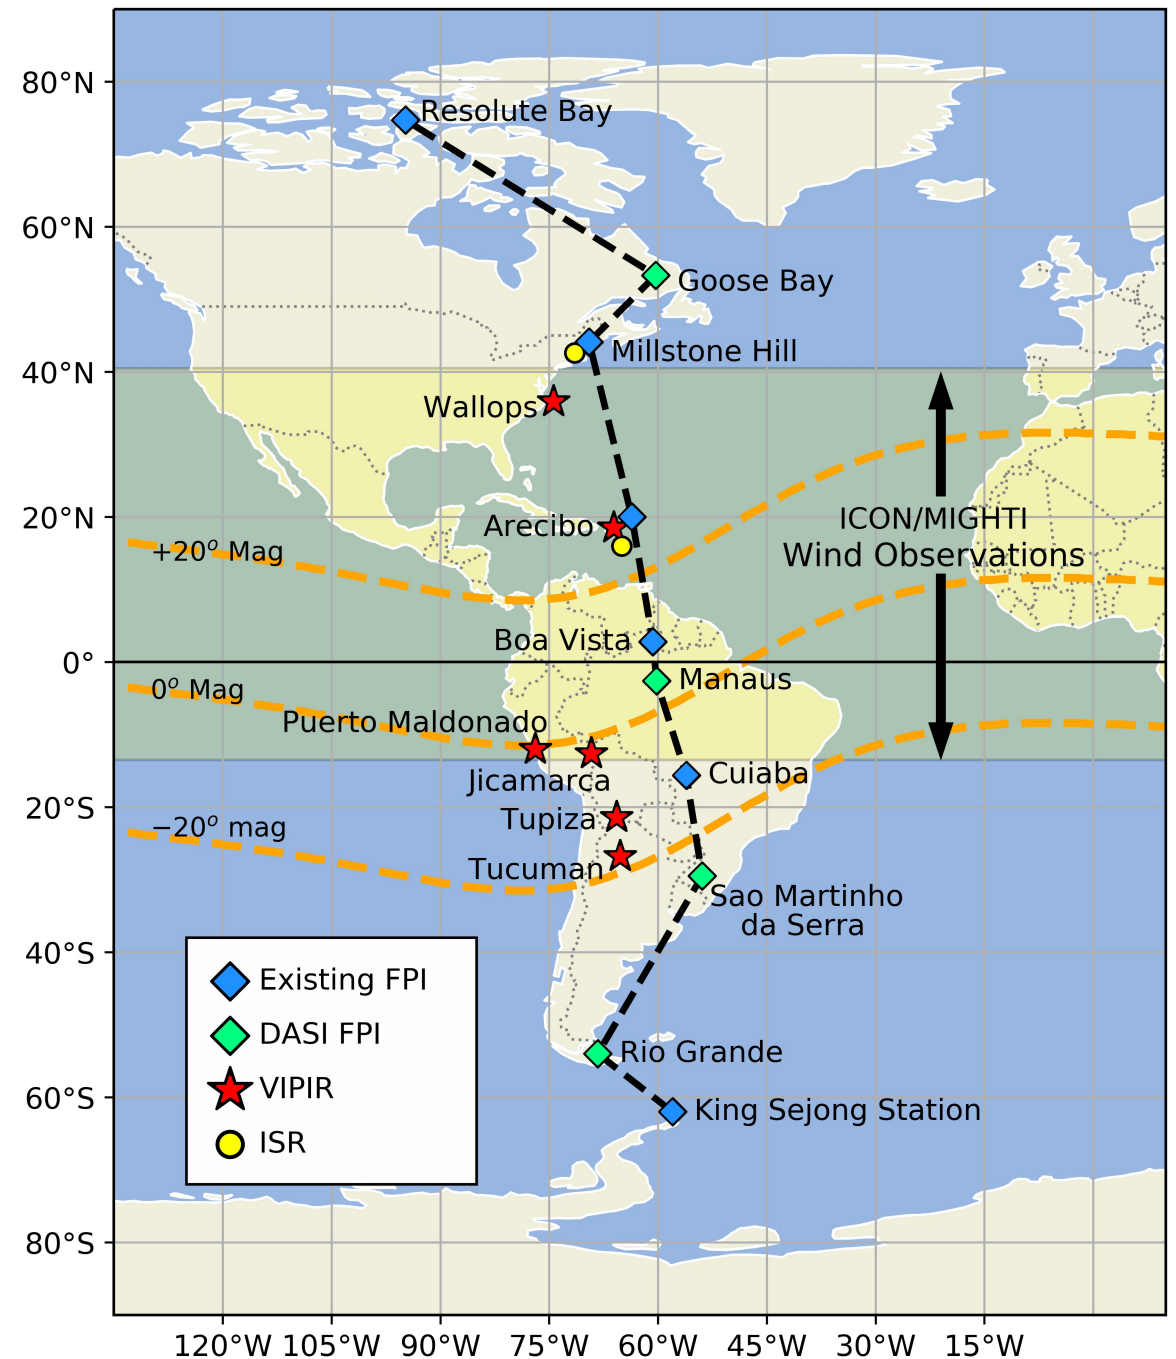 80°N
Resolute Bay
60°N
Goose Bay
Millstone Hill
40°N
Wallops
20°N
Arecibo
ICON/MIGHTI
Wind Observations
+20° Mag
Boa Vista
0°
Manaus
0° Mag
Puerto Maldonado
Jicamarca
Cuiaba
20°S
Tupiza
−20° mag
Tucuman
Sao Martinho
da Serra
40°S
Existing FPI
DASI FPI
VIPIR
ISR
Rio Grande
60°S
King Sejong Station
80°S
120°W 105°W 90°W 75°W 60°W 45°W 30°W 15°W